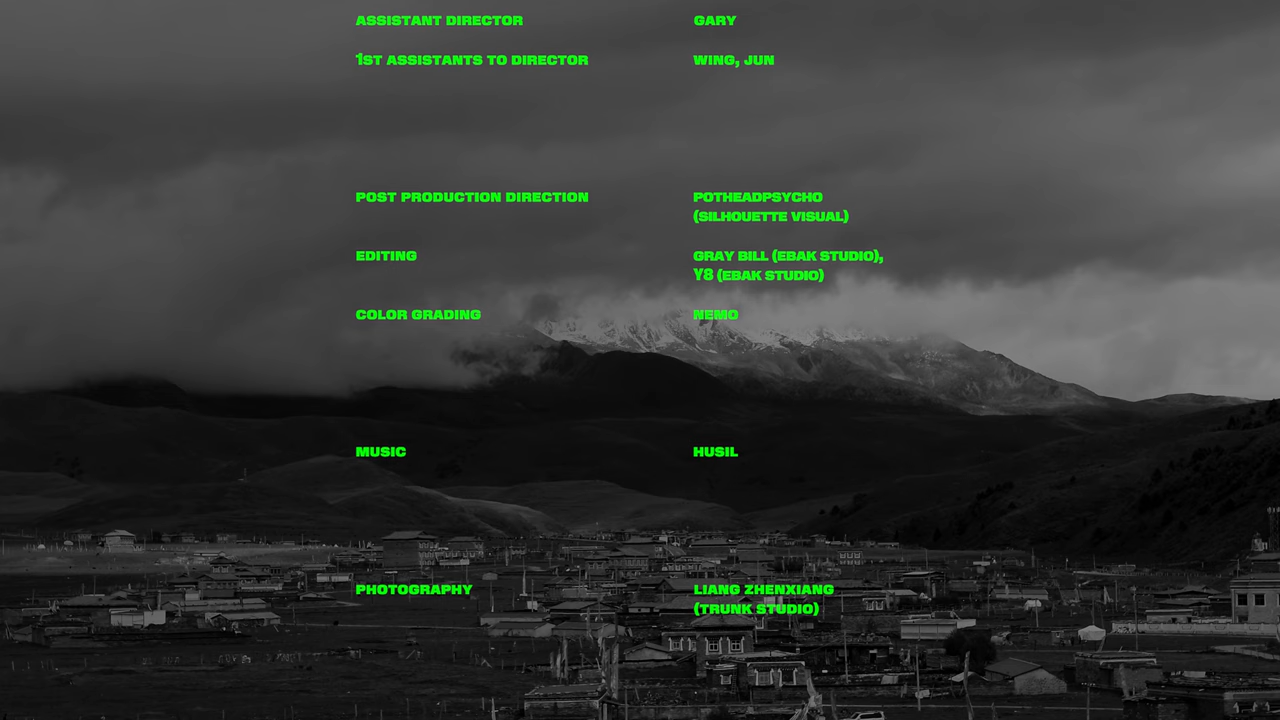 ASSISTANT DIRECTOR GARY
1ST ASSISTANTS TO DIRECTOR WING, JUN
POST PRODUCTION DIRECTION POTHEADPSYCHO
(SILHOUETTE VISUAL)
EDITING GRAY BILL (EBAK STUDIO),
Y8 (EBAK STUDIO)
COLOR GRADING NEMO
MUSIC HUSIL
PHOTOGRAPHY LIANG ZHENXIANG
(TRUNK STUDIO)